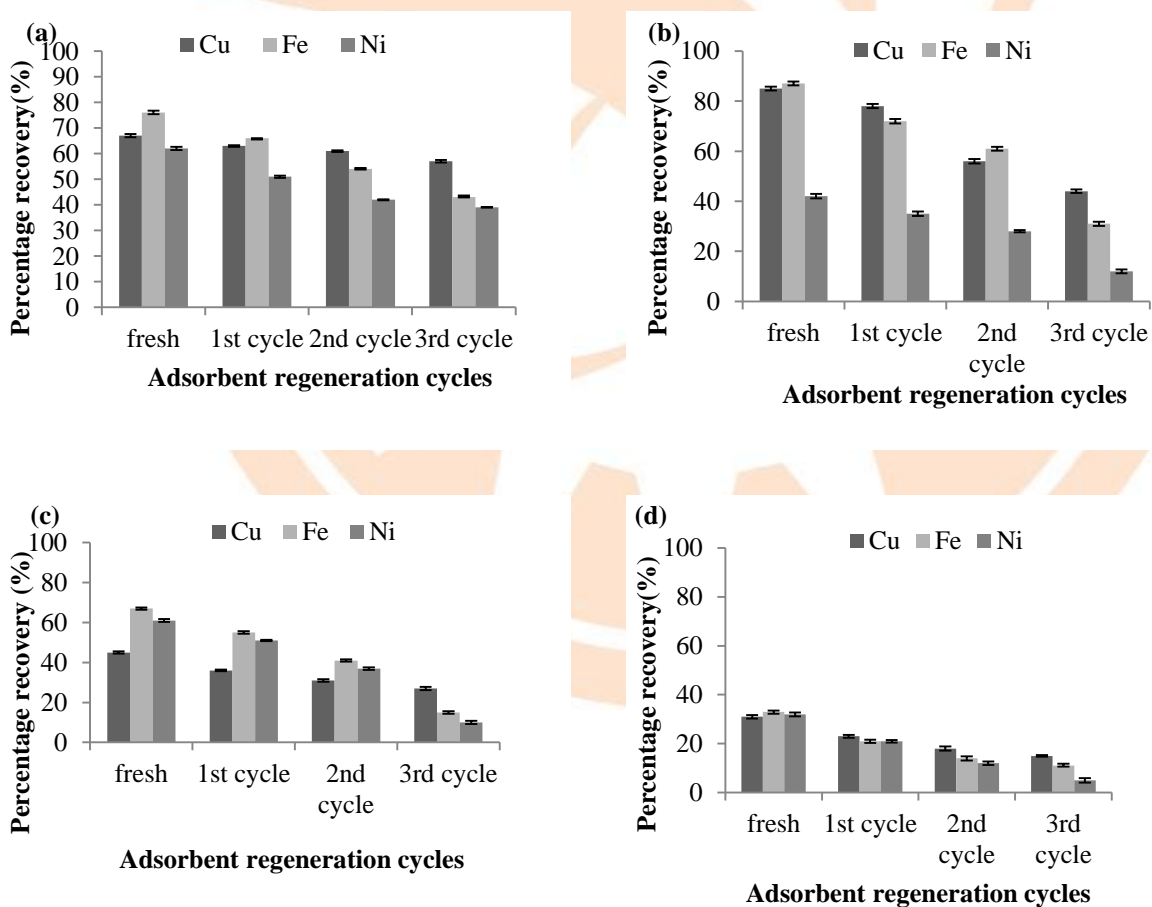 (a)
Cu Fe Ni
Percentage recovery(%)
100
90
80
70
60
50
40
30
20
10
0
fresh 1st cycle 2nd cycle 3rd cycle
Adsorbent regeneration cycles
(b)
Cu Fe Ni
Percentage recovery(%)
100
80
60
40
20
0
fresh 1st cycle 2nd 3rd cycle
cycle
Adsorbent regeneration cycles
(c)
Cu Fe Ni
Percentage recovery (%)
100
80
60
40
20
0
fresh 1st cycle 2nd 3rd cycle
cycle
Adsorbent regeneration cycles
(d)
Cu Fe Ni
Percentage recovery(%)
100
80
60
40
20
0
fresh 1st cycle 2nd 3rd
cycle cycle
Adsorbent regeneration cycles